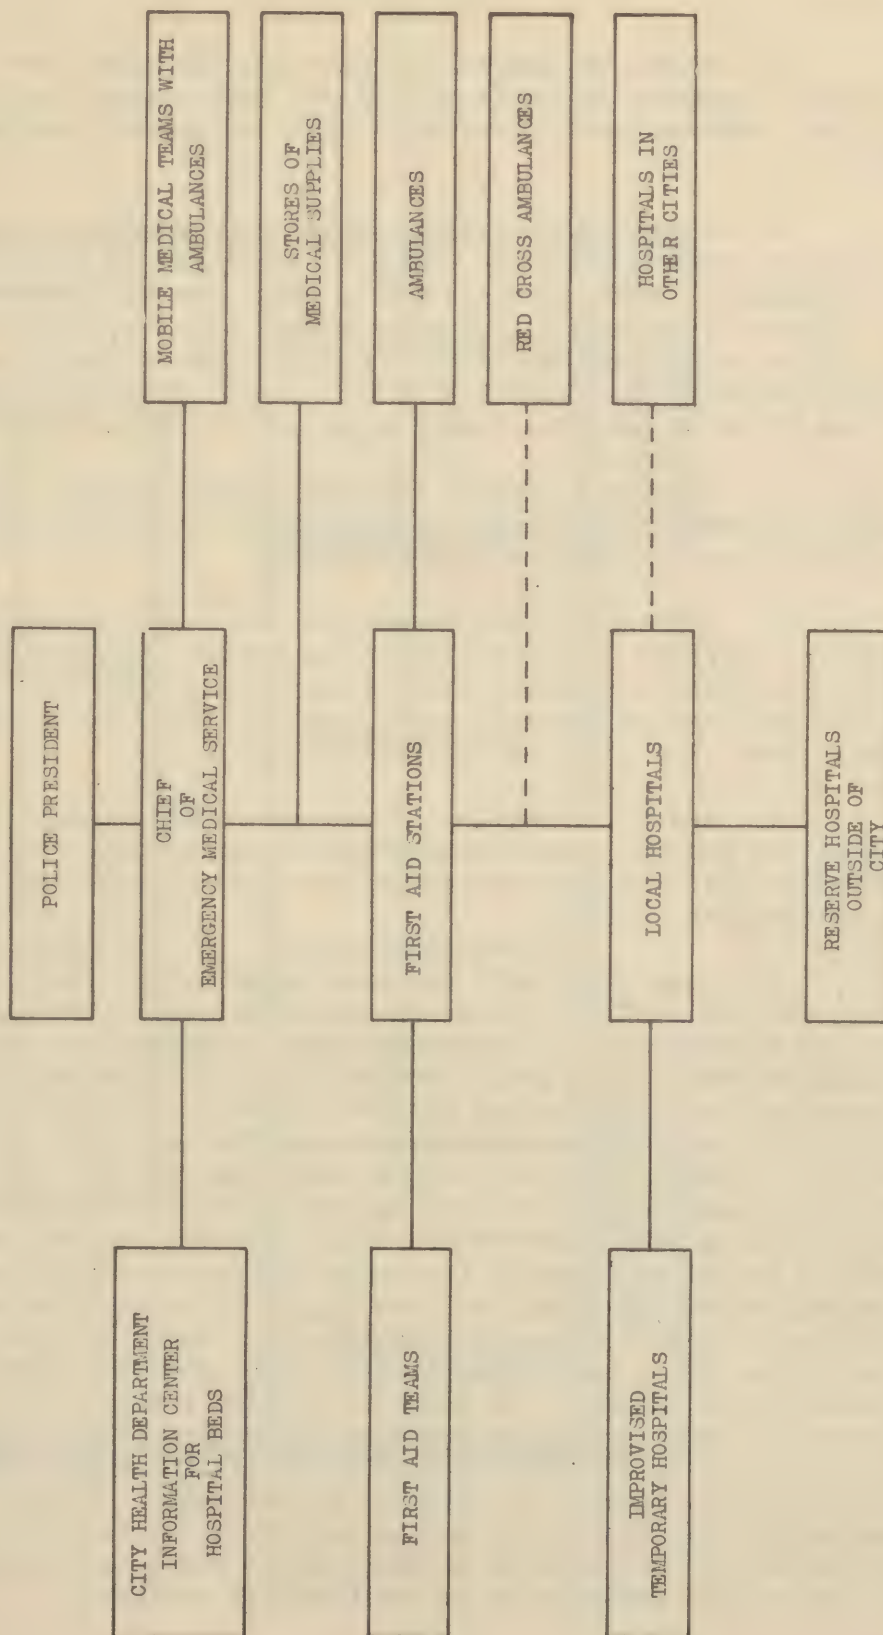 POLICE PRESIDENT
CITY HEALTH DEPARTMENT
INFORMATION CENTER
FOR
HOSPITAL BEDS
CHIEF
OF
EMERGENCY MEDICAL SERVICE
MOBILE MEDICAL TEAMS WITH
AMBULANCES
STORES OF
MEDICAL SUPPLIES
FIRST AID TEAMS
FIRST AID STATIONS
AMBULANCES
RED CROSS AMBULANCES
IMPROVISED
TEMPORARY HOSPITALS
LOCAL HOSPITALS
HOSPITALS IN
OTHER CITIES
RESERVE HOSPITALS
OUTSIDE OF
CITY